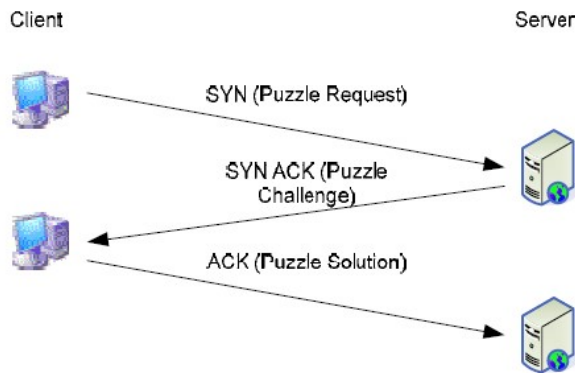 Client
Server
SYN (Puzzle Request)
SYN ACK (Puzzle
Challenge)
ACK (Puzzle Solution)